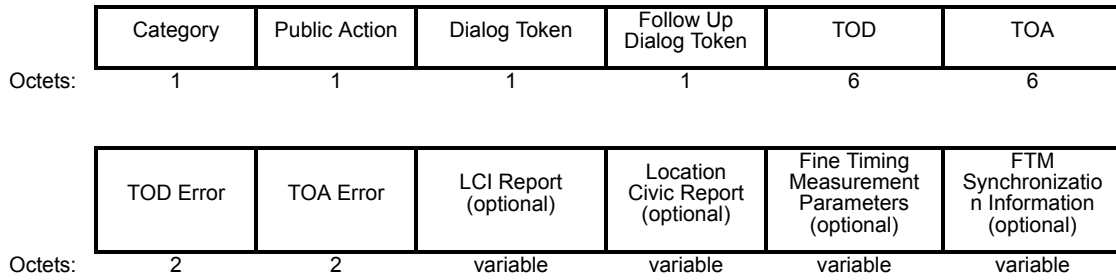 Category Public Action Dialog Token Follow Up Dialog Token TOD TOA
Octets: 1 1 1 1 6 6
TOD Error TOA Error LCI Report (optional) Location Civic Report (optional) Fine Timing Measurement Parameters (optional) FTM Synchronizatio n Information (optional)
Octets: 2 2 variable variable variable variable